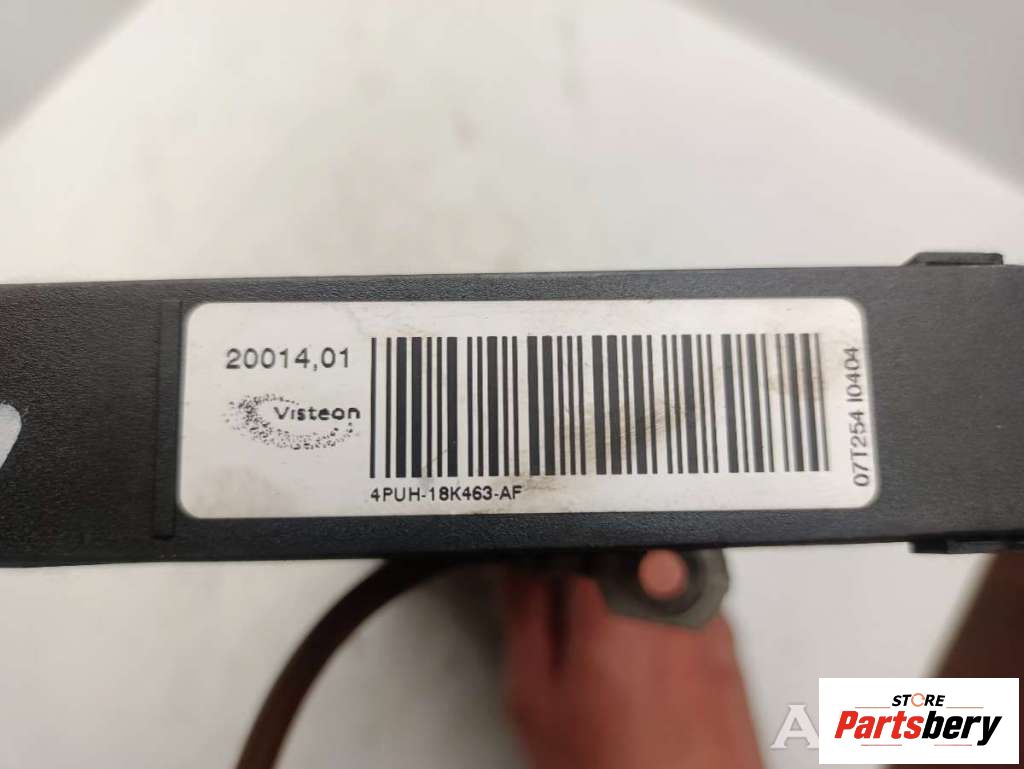 20014,01
Visteon
4PUH-18K463-AF
07T254 I0404
STORE
Partsbery